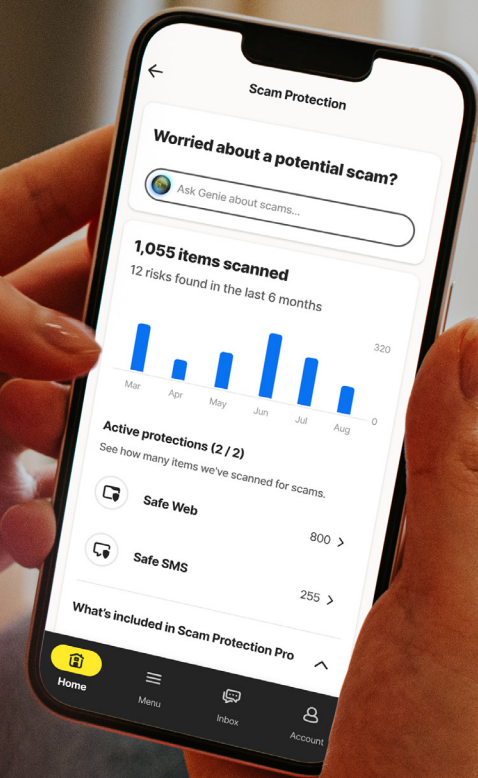 Scam Protection
Worried about a potential scam?
Ask Genie about scams...
1,055 items scanned
12 risks found in the last 6 months
320
0
Mar
Apr
May
Jun
Jul
Aug
Active protections (2 / 2)
See how many items we've scanned for scams.
Safe Web
800
Safe SMS
255
What's included in Scam Protection Pro
Home
Menu
Inbox
Account